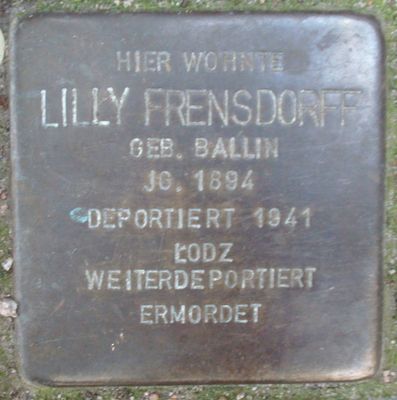 HIER WOHNTE
LILLY FRENSDORFF
GEB. BALLIN
JG. 1894
DEPORTIERT 1941
ŁODZ
WEITERDEPORTIERT
ERMORDET